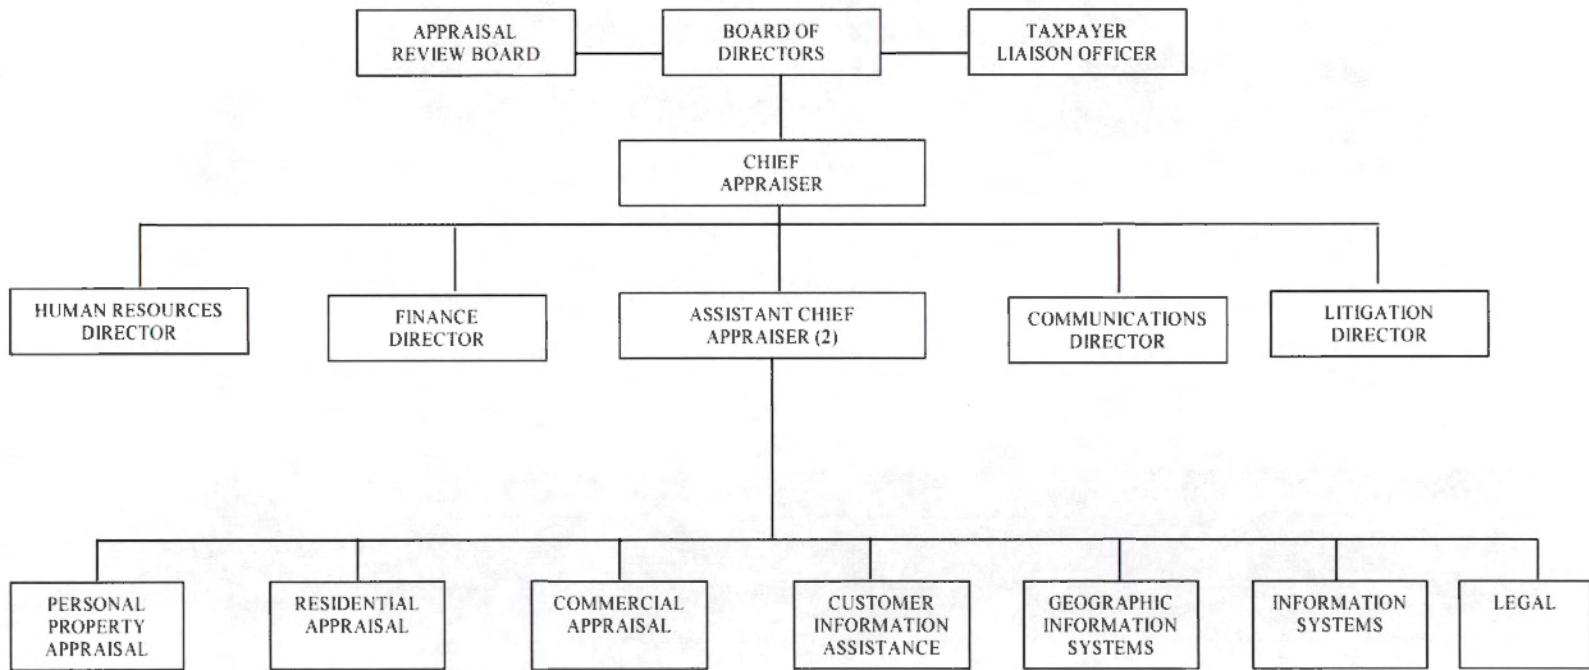 APPRAISAL
REVIEW BOARD
BOARD OF
DIRECTORS
TAXPAYER
LIAISON OFFICER
CHIEF
APPRAISER
HUMAN RESOURCES
DIRECTOR
FINANCE
DIRECTOR
ASSISTANT CHIEF
APPRAISER (2)
COMMUNICATIONS
DIRECTOR
LITIGATION
DIRECTOR
PERSONAL
PROPERTY
APPRAISAL
RESIDENTIAL
APPRAISAL
COMMERCIAL
APPRAISAL
CUSTOMER
INFORMATION
ASSISTANCE
GEOGRAPHIC
INFORMATION
SYSTEMS
INFORMATION
SYSTEMS
LEGAL